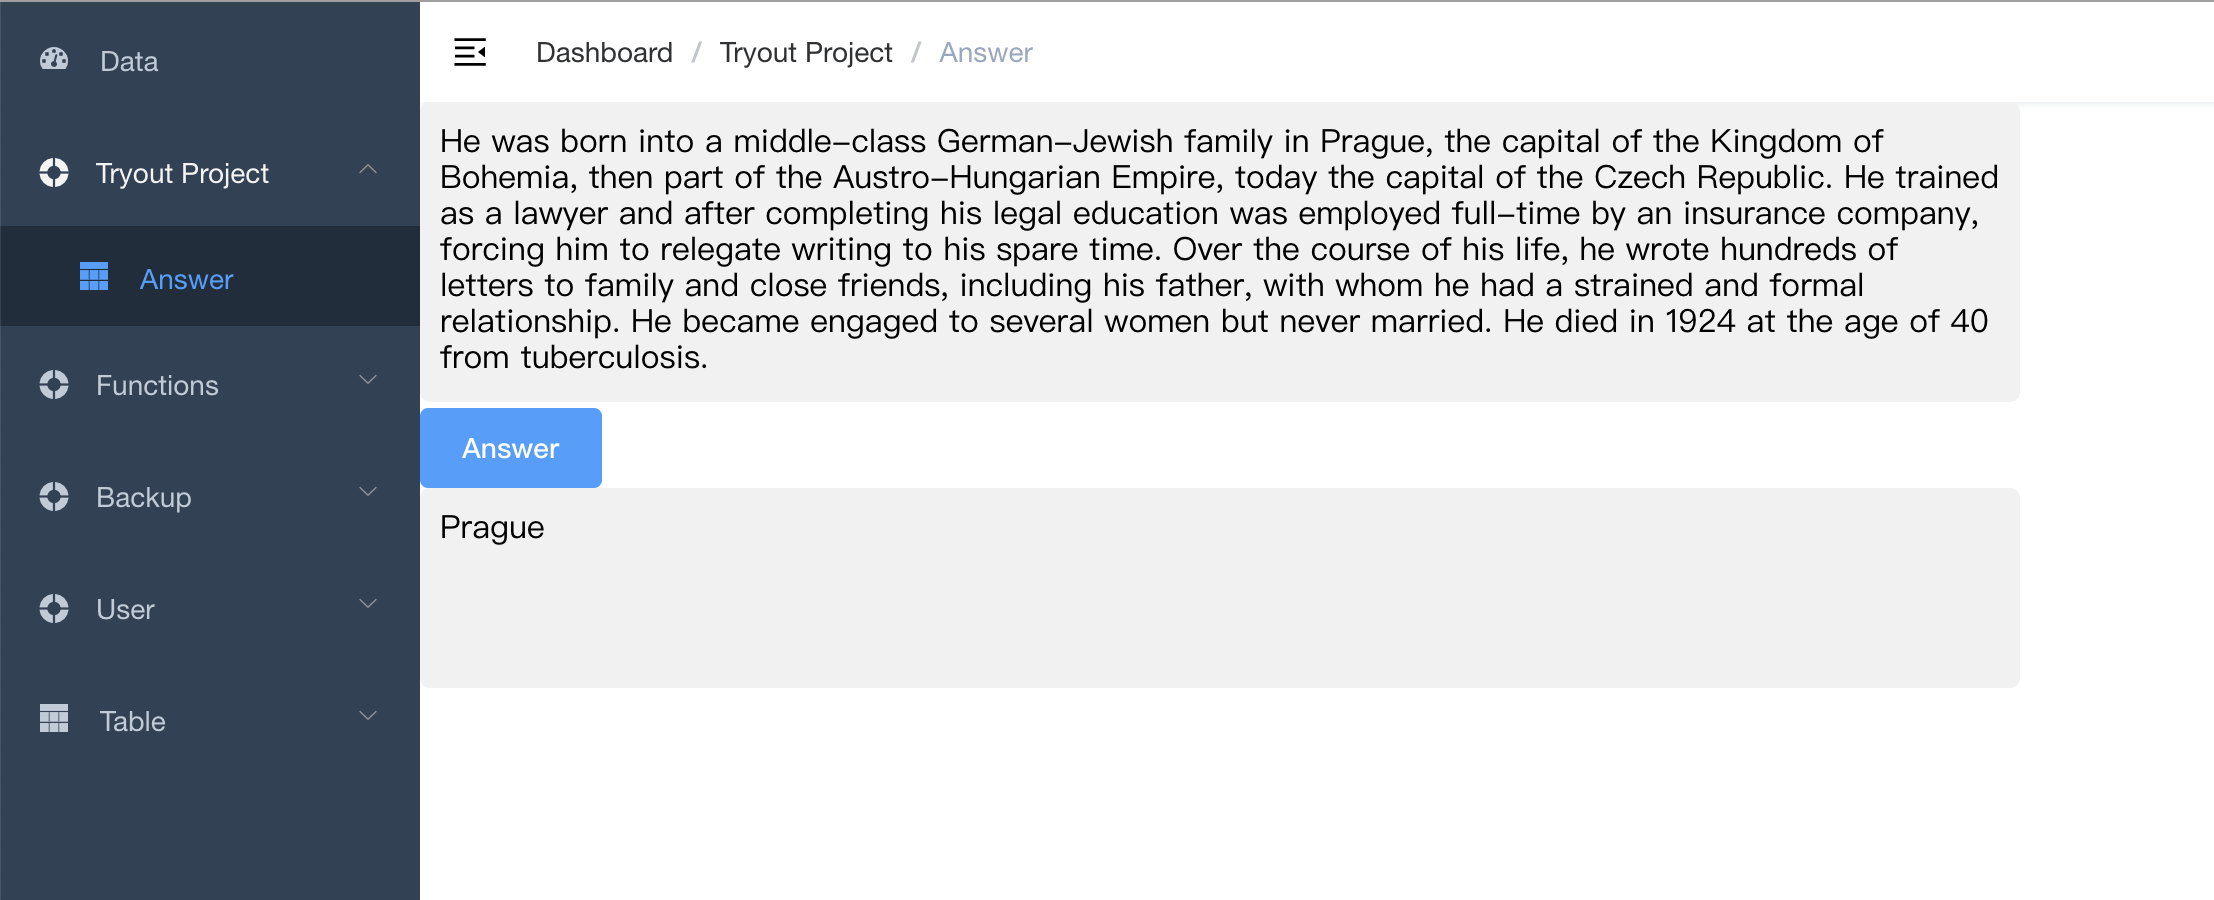 Data
Tryout Project
Answer
Functions
Backup
User
Table
Dashboard / Tryout Project / Answer
He was born into a middle-class German-Jewish family in Prague, the capital of the Kingdom of
Bohemia, then part of the Austro-Hungarian Empire, today the capital of the Czech Republic. He trained
as a lawyer and after completing his legal education was employed full-time by an insurance company,
forcing him to relegate writing to his spare time. Over the course of his life, he wrote hundreds of
letters to family and close friends, including his father, with whom he had a strained and formal
relationship. He became engaged to several women but never married. He died in 1924 at the age of 40
from tuberculosis.
Answer
Prague